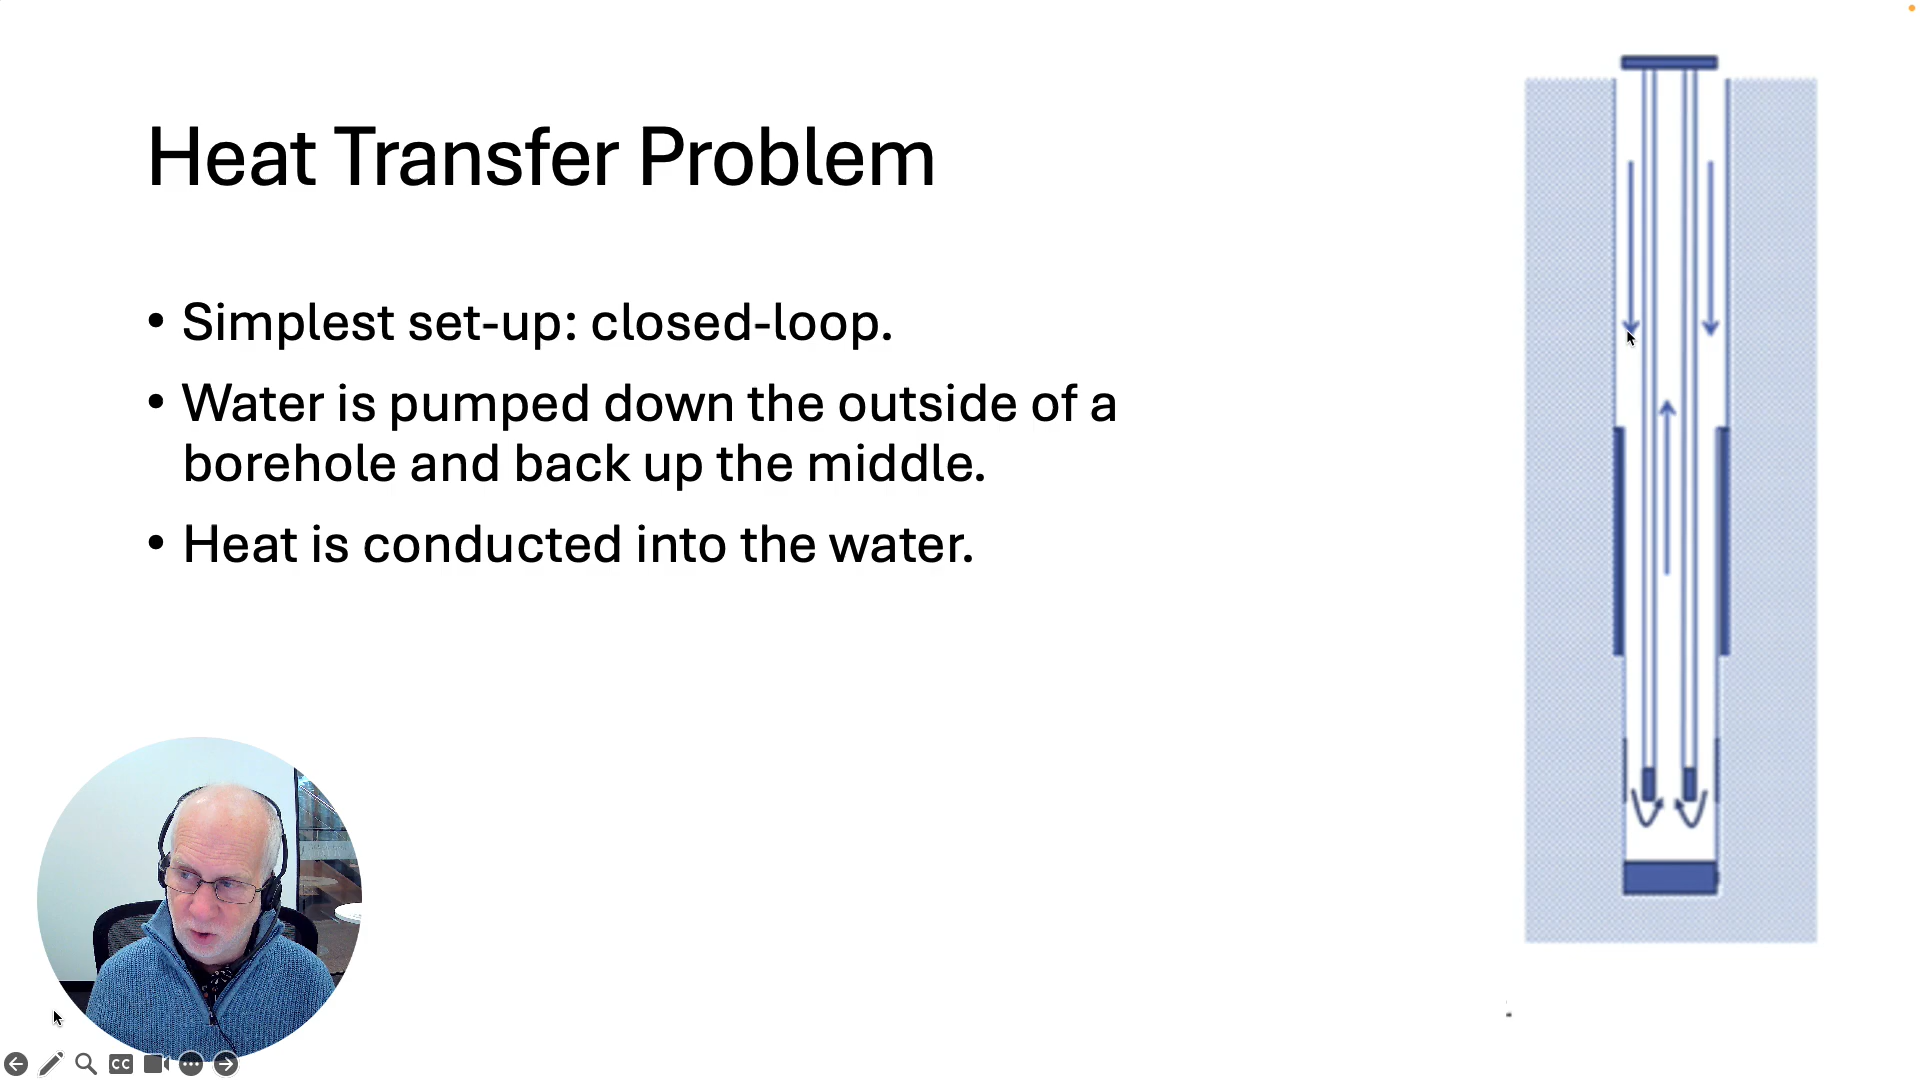 Heat Transfer Problem
• Simplest set-up: closed-loop.
• Water is pumped down the outside of a
borehole and back up the middle.
• Heat is conducted into the water.
CC